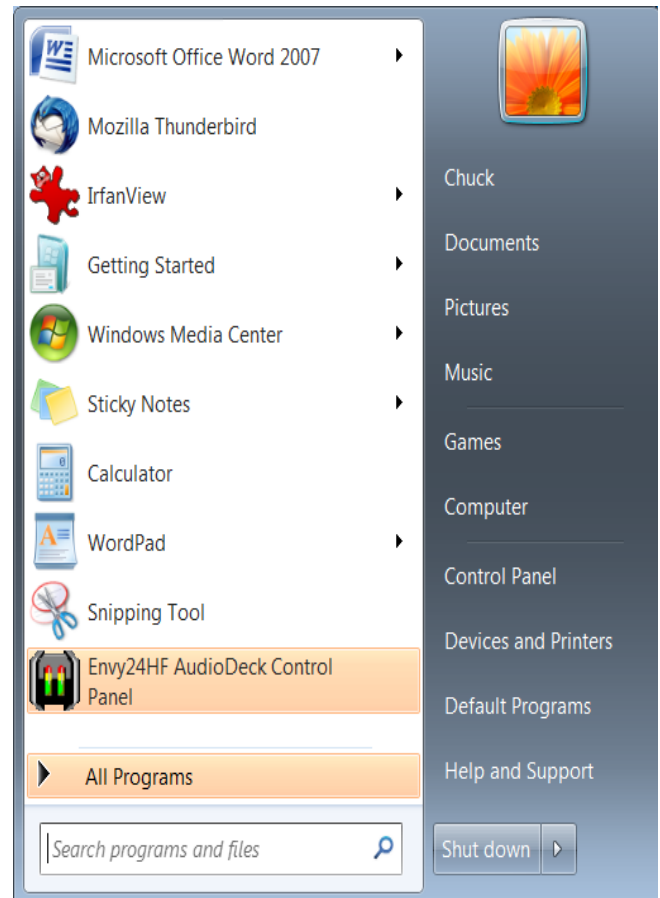 Microsoft Office Word 2007
Mozilla Thunderbird
IrfanView
Getting Started
Windows Media Center
Sticky Notes
Calculator
WordPad
Snipping Tool
Envy24HF AudioDeck Control
Panel
All Programs
Search programs and files
Chuck
Documents
Pictures
Music
Games
Computer
Control Panel
Devices and Printers
Default Programs
Help and Support
Shut down